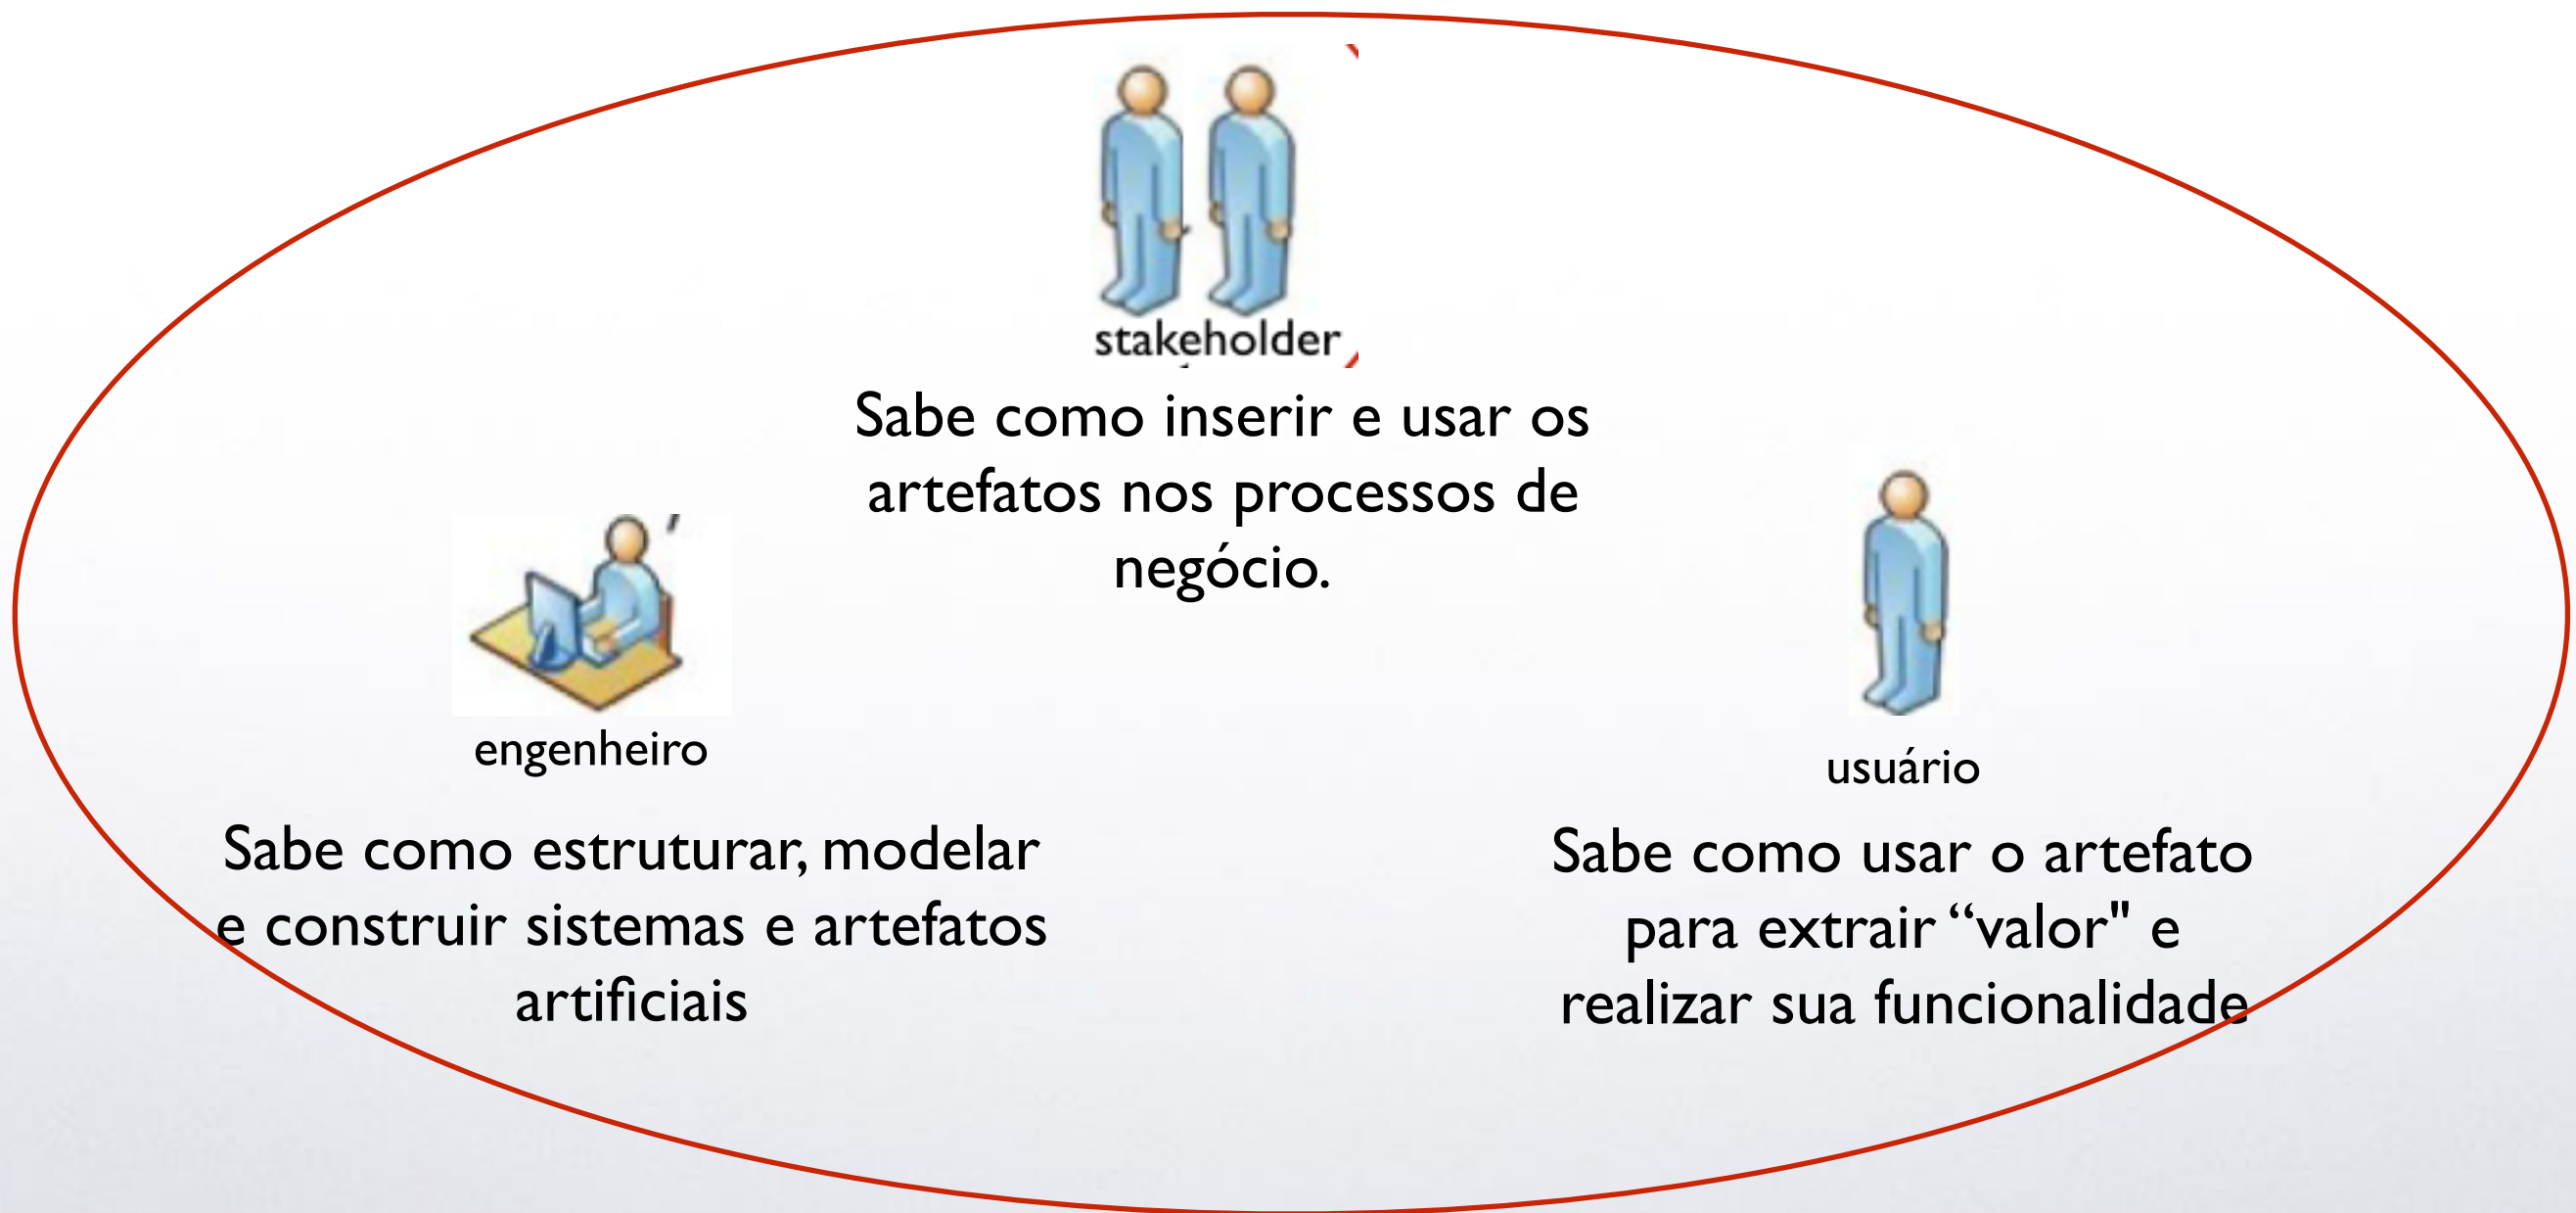 stakeholder
Sabe como inserir e usar os
artefatos nos processos de
negócio.
engenheiro
Sabe como estruturar, modelar
e construir sistemas e artefatos
artificiais
usuário
Sabe como usar o artefato
para extrair “valor" e
realizar sua funcionalidade